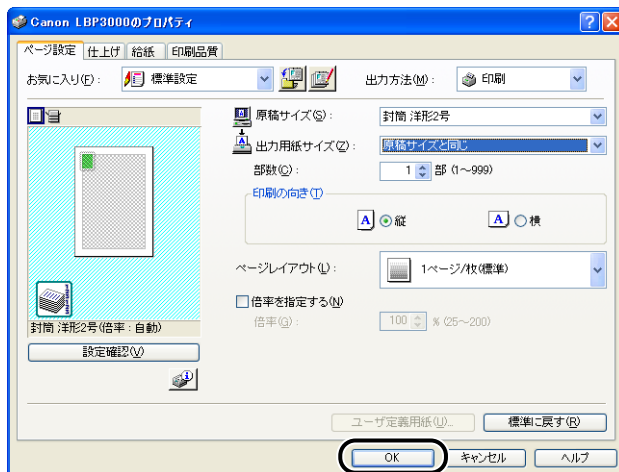 Canon LBP3000のプロパティ
ページ設定 仕上げ 給紙 印刷品質
お気に入り(F): 標準設定 出力方法(M): 印刷
原稿サイズ(S): 封筒 洋形2号
出力用紙サイズ(Z): 原稿サイズと同じ
部数(C): 1 部 (1~999)
印刷の向き(T)
A 縦 A 横
ページレイアウト(L): 1ページ/枚(標準)
倍率を指定する(N)
倍率(G): 100 % (25~200)
封筒 洋形2号(倍率:自動)
設定確認(V)
ユーザ定義用紙(U)... 標準に戻す(R)
OK キャンセル ヘルプ